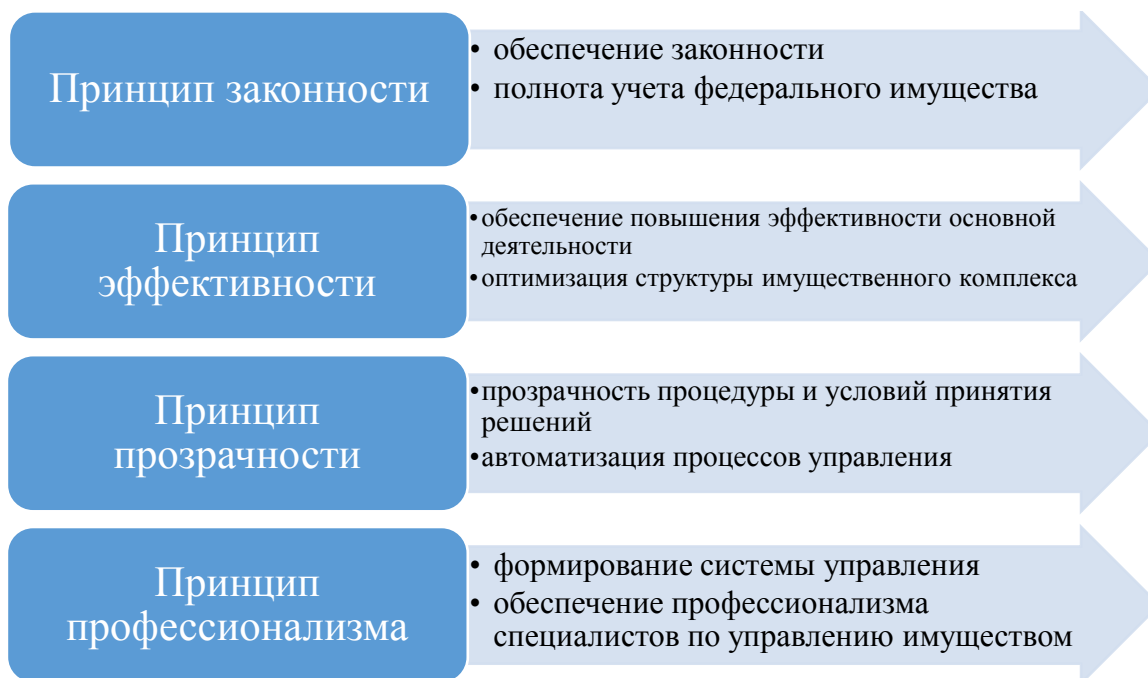 Принцип законности
• обеспечение законности
• полнота учета федерального имущества
Принцип
эффективности
• обеспечение повышения эффективности основной
деятельности
• оптимизация структуры имущественного комплекса
Принцип
прозрачности
• прозрачность процедуры и условий принятия
решений
• автоматизация процессов управления
Принцип
профессионализма
• формирование системы управления
• обеспечение профессионализма
специалистов по управлению имуществом